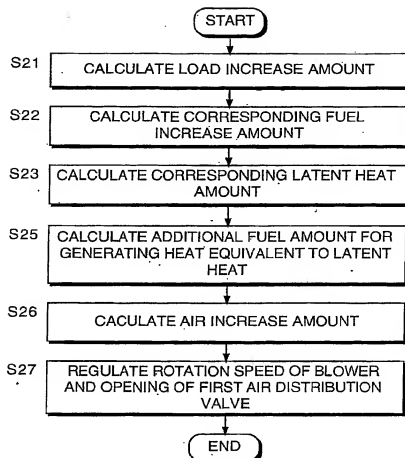 START
S21
CALCULATE LOAD INCREASE AMOUNT
S22
CALCULATE CORRESPONDING FUEL
INCREASE AMOUNT
S23
CALCULATE CORRESPONDING LATENT HEAT
AMOUNT
S25
CALCULATE ADDITIONAL FUEL AMOUNT FOR
GENERATING HEAT EQUIVALENT TO LATENT
HEAT
S26
CACULATE AIR INCREASE AMOUNT
S27
REGULATE ROTATION SPEED OF BLOWER
AND OPENING OF FIRST AIR DISTRIBUTION
VALVE
END